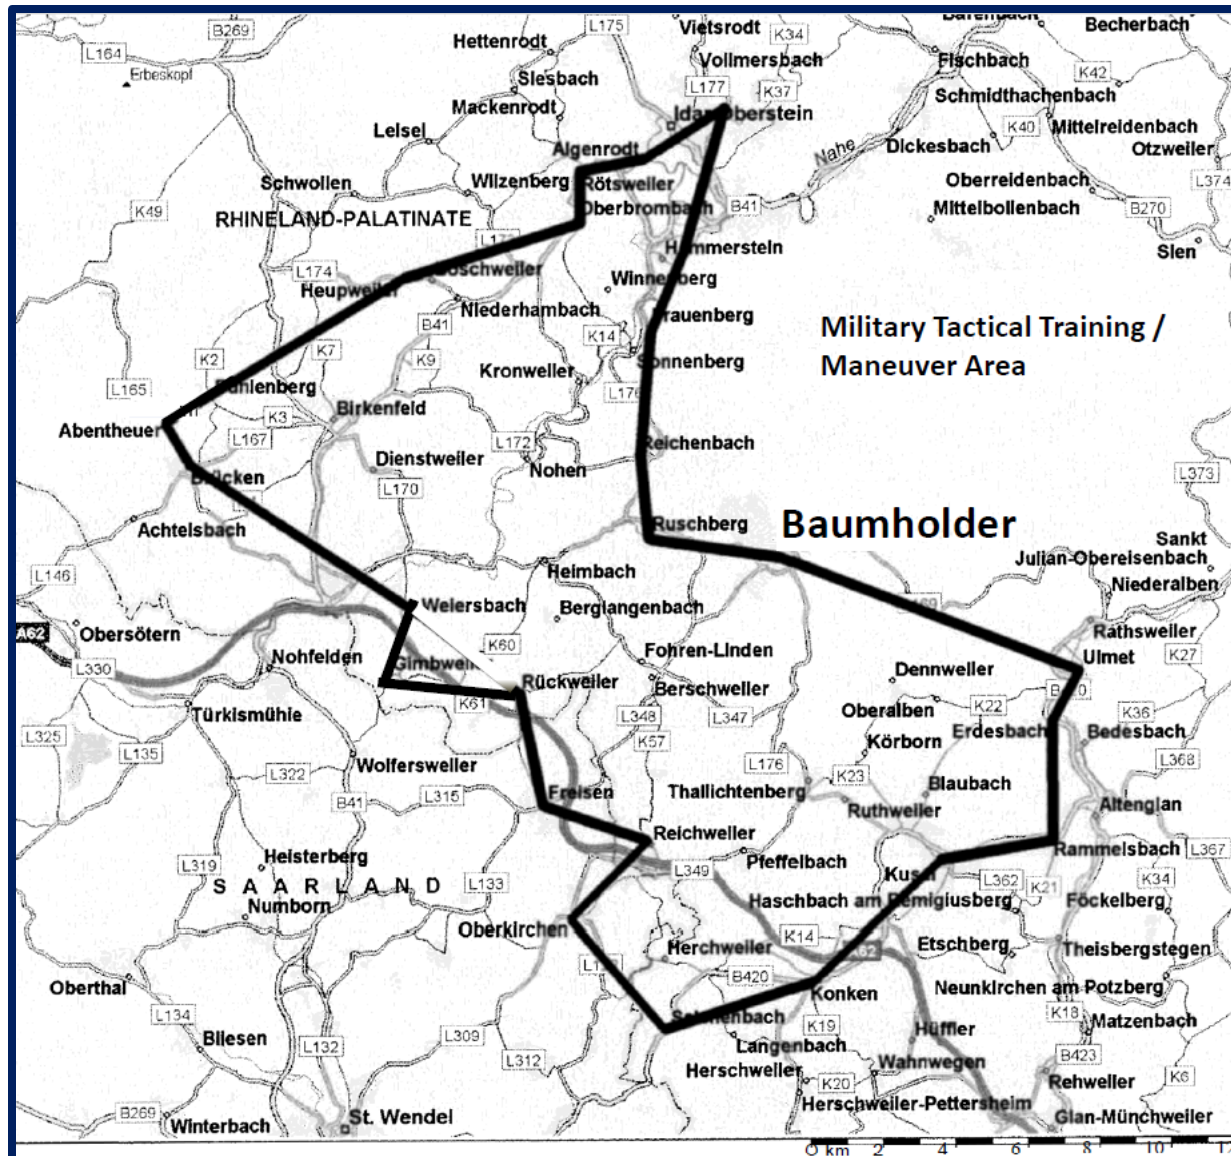 L164
B269
Erbeskopf
Hettenrodt
L175
Vietsrodt
K34
Bärenbach
Becherbach
Siesbach
Vollmersbach
Fischbach
K42
Mackenrodt
L177
K37
Schmidthachenbach
Idar-Oberstein
K40
Mittelreidenbach
Leisel
Algenrodt
Nahe
Dickesbach
Otzweiler
Schwollen
Wilzenberg
Rötsweiler
Oberreidenbach
L374
K49
RHINELAND-PALATINATE
Oberbrombach
B41
Mittelbollenbach
B270
Sien
Hammerstein
L174
Heupweiler
Winnenberg
Niederhambach
B41
Frauenberg
Military Tactical Training /
Maneuver Area
K14
K2
K7
K9
Sonnenberg
L165
Kronweiler
L176
K3
Birkenfeld
Abentheuer
L167
L172
Reichenbach
Dienstweiler
Nohen
Brücken
L170
L373
Achtelsbach
Ruschberg
Baumholder
Sankt
Julian-Obereisenbach
L146
Heimbach
Niederalben
Weiersbach
Berglangenbach
A62
Obersötern
Rathsweiler
K60
L330
Nohfelden
Fohren-Linden
Dennweiler
Ulmet
K27
Rückweiler
Berschweiler
K61
Türkismühle
L348
L347
Oberalben
K22
K36
L325
L135
K57
Erdesbach
Bedesbach
Wolfersweiler
L176
Körborn
L368
L322
K23
Blaubach
B41
L315
Freisen
Thallichtenberg
Ruthweiler
Altenglan
Reichweiler
Rammelsbach
L367
Heisterberg
L349
Pfeffelbach
Kusel
L319
L362
K21
K34
SAARLAND
L133
Haschbach am Remigiusberg
Föckelberg
Numborn
Oberkirchen
K14
Herchweiler
A62
Etschberg
Theisbergstegen
Oberthal
B420
Neunkirchen am Potzberg
Konken
L134
K19
K18
Matzenbach
Bliesen
L309
Langenbach
Hüffler
L132
L312
Wahnwegen
B423
Herschweiler
K20
Rehweiler
K6
B269
Herschweiler-Pettersheim
Winterbach
St. Wendel
Glan-Münchweiler
0 km 2 4 6 8 10